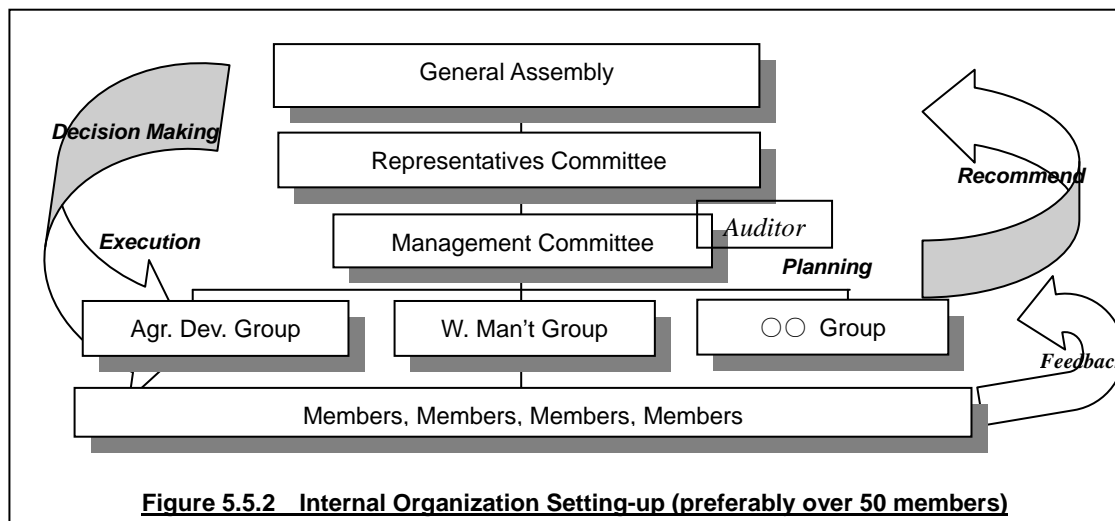 General Assembly
Decision Making
Representatives Committee
Recommend
Auditor
Execution
Management Committee
Planning
Agr. Dev. Group
W. Man't Group
〇〇 Group
Feedback
Members, Members, Members, Members
Figure 5.5.2 Internal Organization Setting-up (preferably over 50 members)